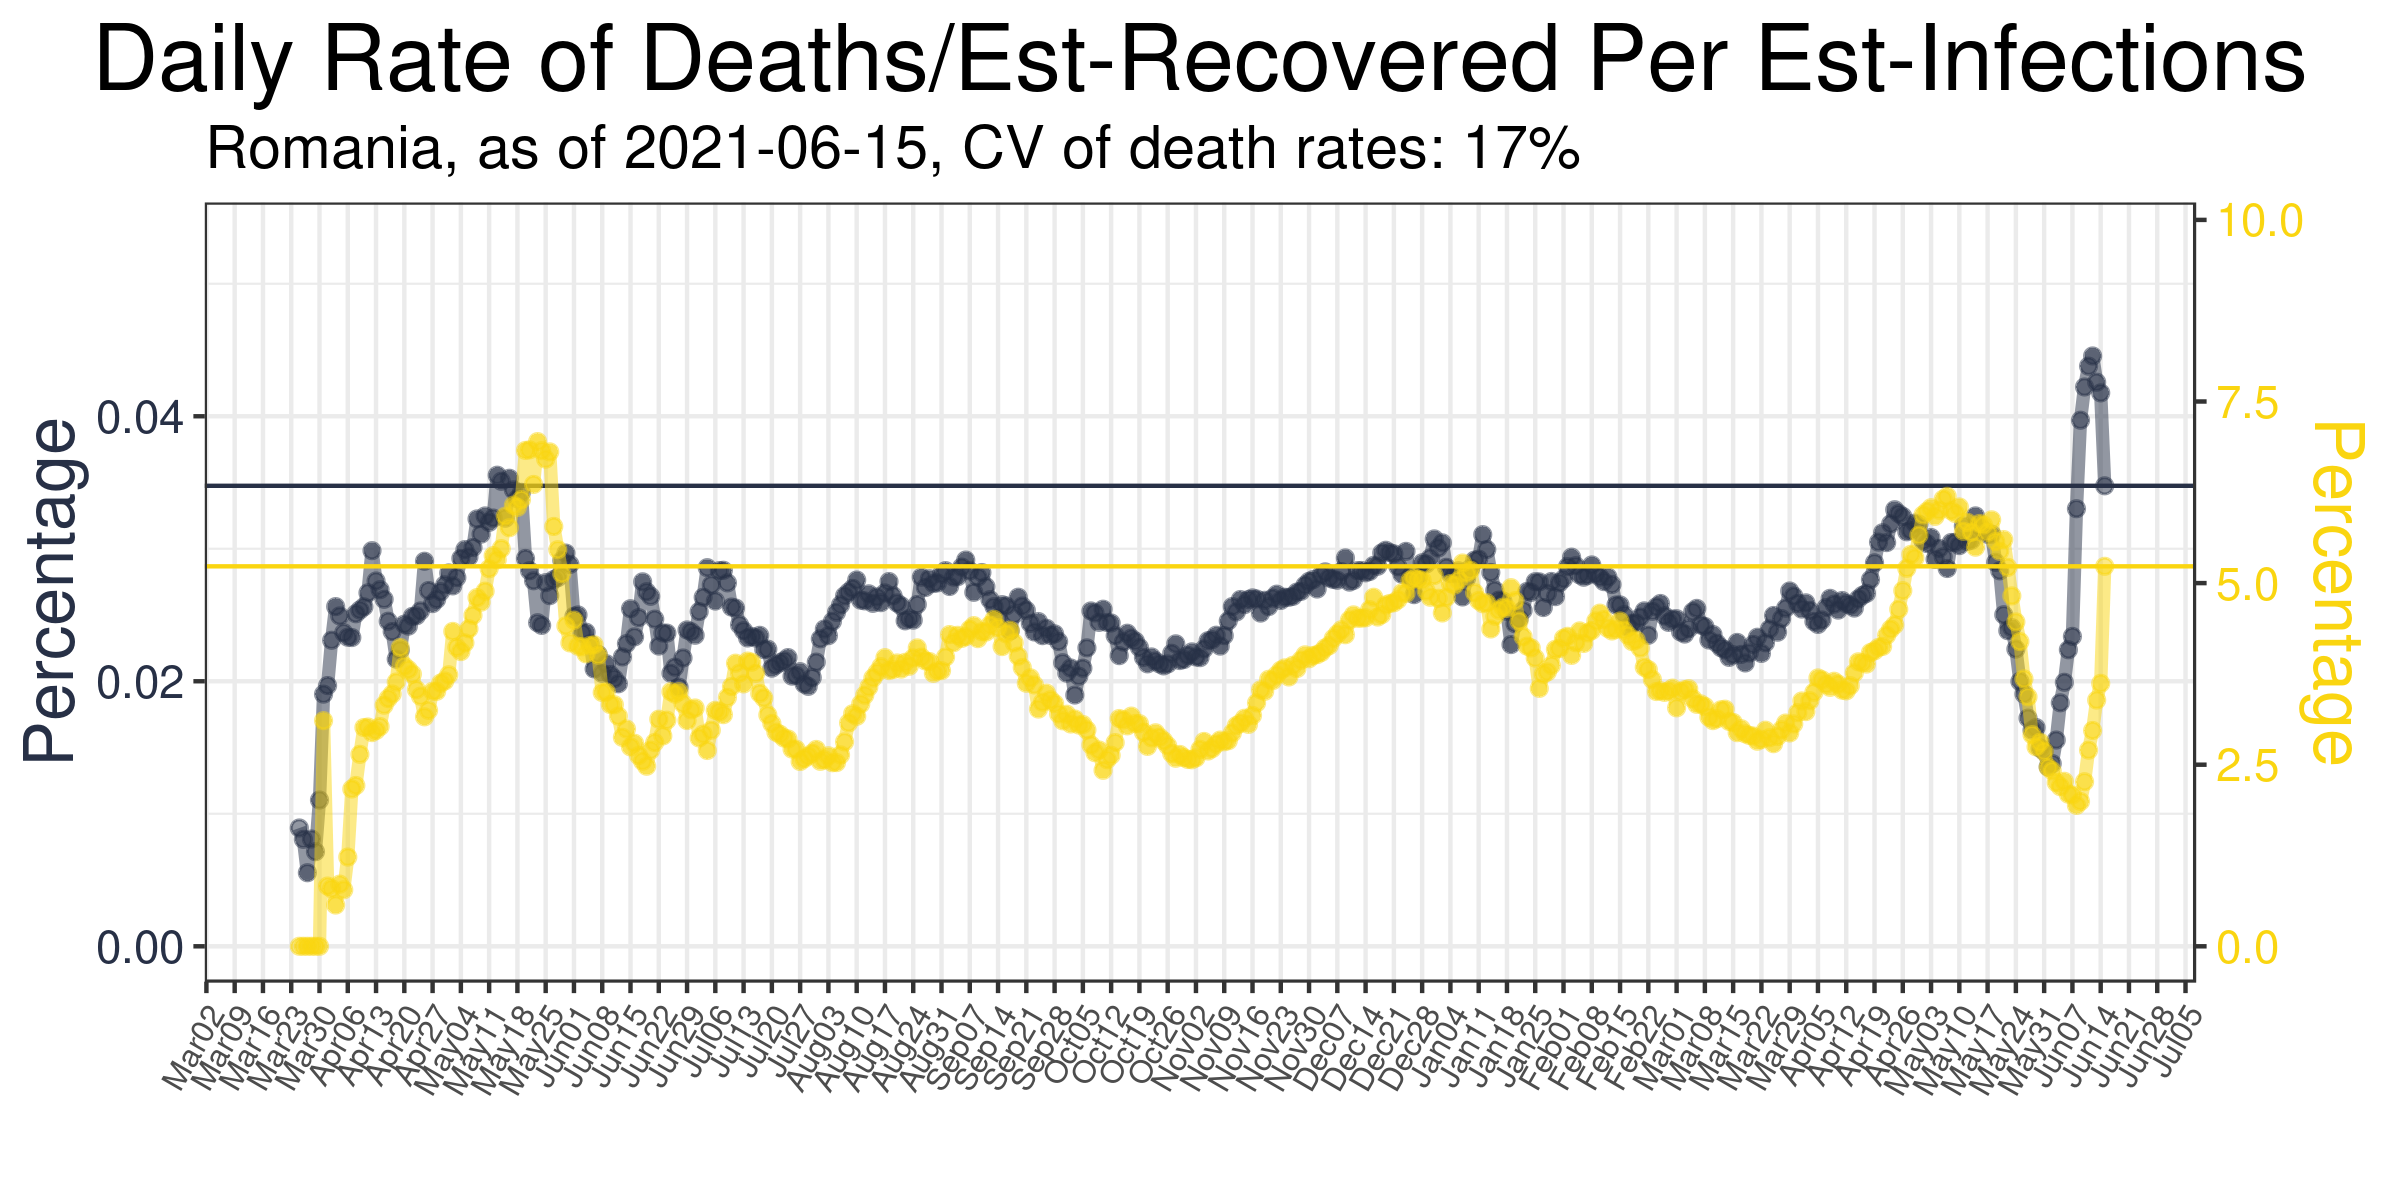 Daily Rate of Deaths/Est-Recovered Per Est-Infections
Romania, as of 2021-06-15, CV of death rates: 17%
Percentage
0.04
0.02
0.00
10.0
7.5
5.0
2.5
0.0
Percentage
Mar02
Mar09
Mar16
Mar23
Mar30
Apr06
Apr13
Apr20
Apr27
May04
May11
May18
May25
Jun01
Jun08
Jun15
Jun22
Jun29
Jul06
Jul13
Jul20
Jul27
Aug03
Aug10
Aug17
Aug24
Aug31
Sep07
Sep14
Sep21
Sep28
Oct05
Oct12
Oct19
Oct26
Nov02
Nov09
Nov16
Nov23
Nov30
Dec07
Dec14
Dec21
Dec28
Jan04
Jan11
Jan18
Jan25
Feb01
Feb08
Feb15
Feb22
Mar01
Mar08
Mar15
Mar22
Mar29
Apr05
Apr12
Apr19
Apr26
May03
May10
May17
May24
May31
Jun07
Jun14
Jun21
Jun28
Jul05